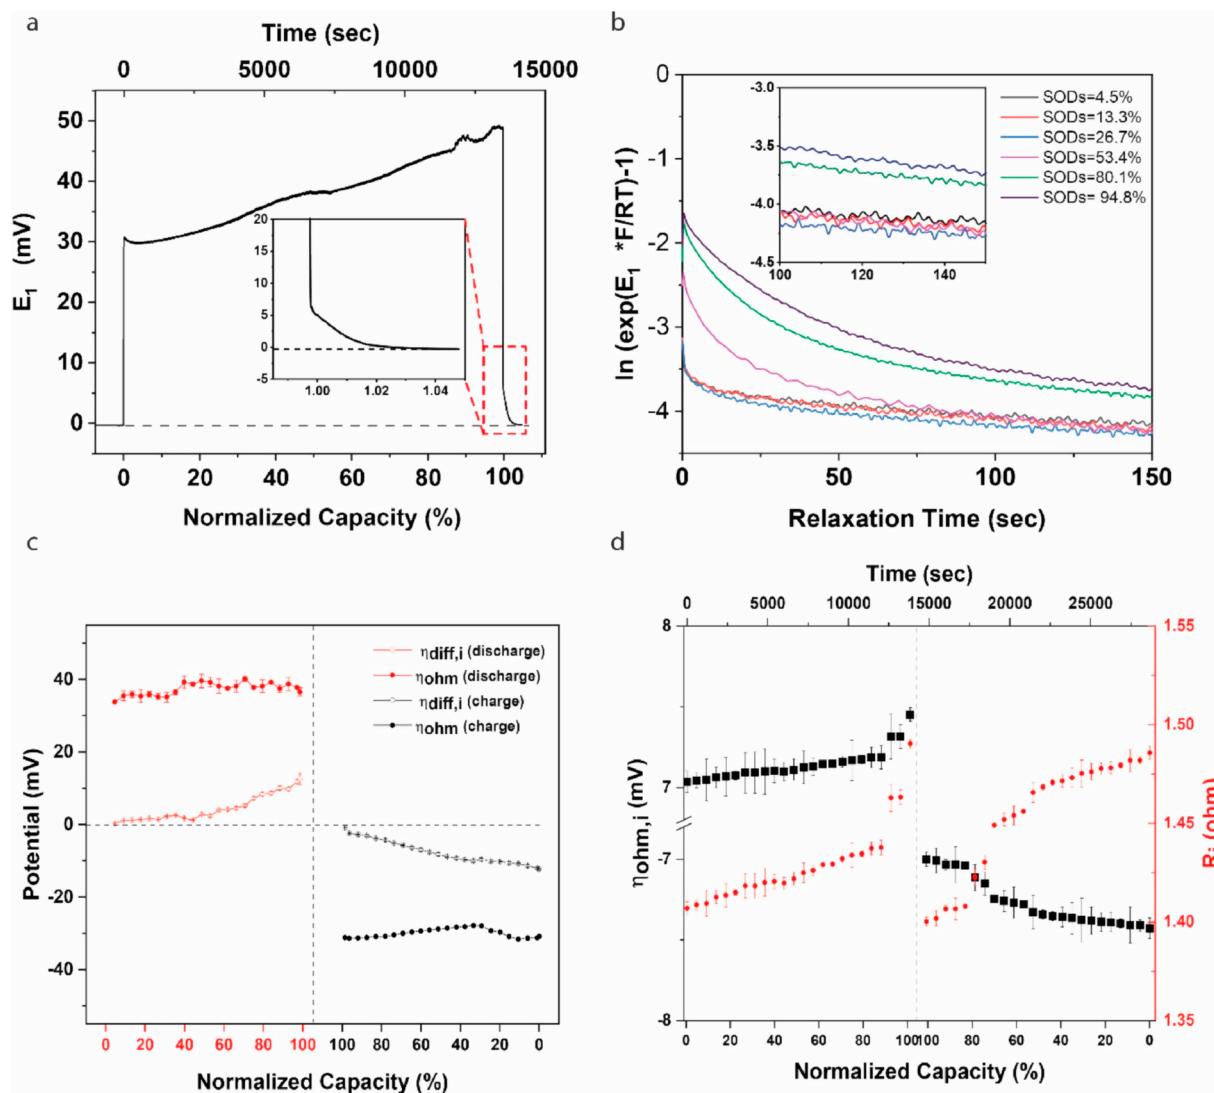 a
Time (sec)
0 5000 10000 15000
E1 (mV)
50
40
30
20
10
0
20
15
10
5
0
-5
1.00 1.02 1.04
0 20 40 60 80 100
Normalized Capacity (%)
b
ln (exp(E1 *F/RT)-1)
0
-1
-2
-3
-4
-3.0
-3.5
-4.0
-4.5
100 120 140
SODs=4.5%
SODs=13.3%
SODs=26.7%
SODs=53.4%
SODs=80.1%
SODs= 94.8%
0 50 100 150
Relaxation Time (sec)
c
Potential (mV)
40
20
0
-20
-40
ηdiff,i (discharge)
ηohm (discharge)
ηdiff,i (charge)
ηohm (charge)
0 20 40 60 80 100 100 80 60 40 20 0
Normalized Capacity (%)
d
Time (sec)
0 5000 10000 15000 20000 25000
ηohm,i (mV)
8
7
-7
-8
1.55
1.50
1.45
1.40
1.35
Ri (ohm)
0 20 40 60 80 100 100 80 60 40 20 0
Normalized Capacity (%)